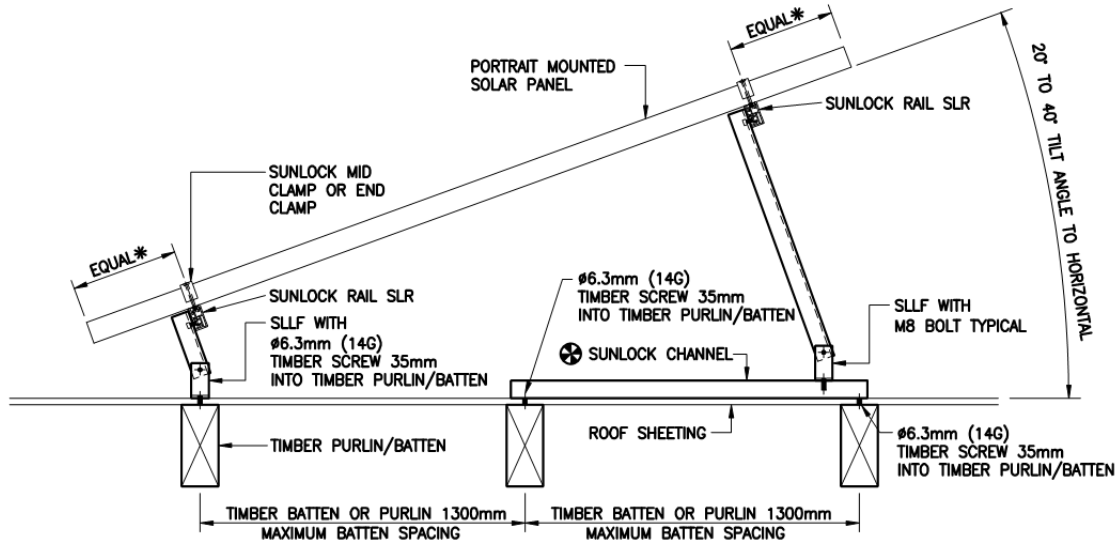 EQUAL*
PORTRAIT MOUNTED
SOLAR PANEL
SUNLOCK RAIL SLR
20° TO 40° TILT ANGLE TO HORIZONTAL
SUNLOCK MID
CLAMP OR END
CLAMP
EQUAL*
SUNLOCK RAIL SLR
SLLF WITH
ø6.3mm (14G)
TIMBER SCREW 35mm
INTO TIMBER PURLIN/BATTEN
ø6.3mm (14G)
TIMBER SCREW 35mm
INTO TIMBER PURLIN/BATTEN
SLLF WITH
M8 BOLT TYPICAL
SUNLOCK CHANNEL
TIMBER PURLIN/BATTEN
ROOF SHEETING
ø6.3mm (14G)
TIMBER SCREW 35mm
INTO TIMBER PURLIN/BATTEN
TIMBER BATTEN OR PURLIN 1300mm
MAXIMUM BATTEN SPACING
TIMBER BATTEN OR PURLIN 1300mm
MAXIMUM BATTEN SPACING